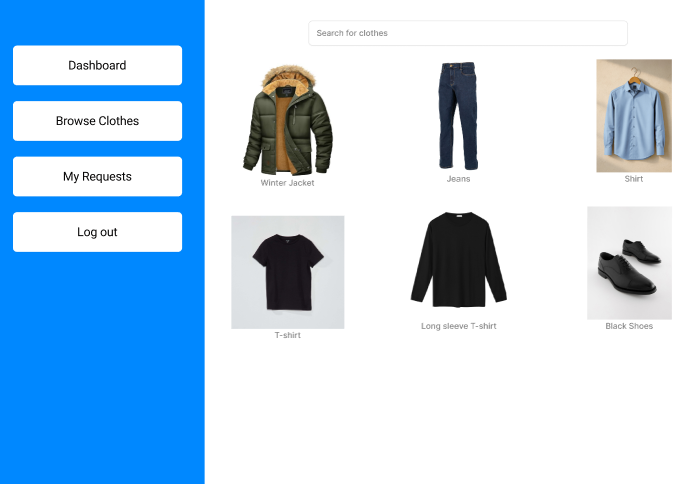 Dashboard
Browse Clothes
My Requests
Log out
Search for clothes
Winter Jacket
Jeans
Shirt
T-shirt
Long sleeve T-shirt
Black Shoes